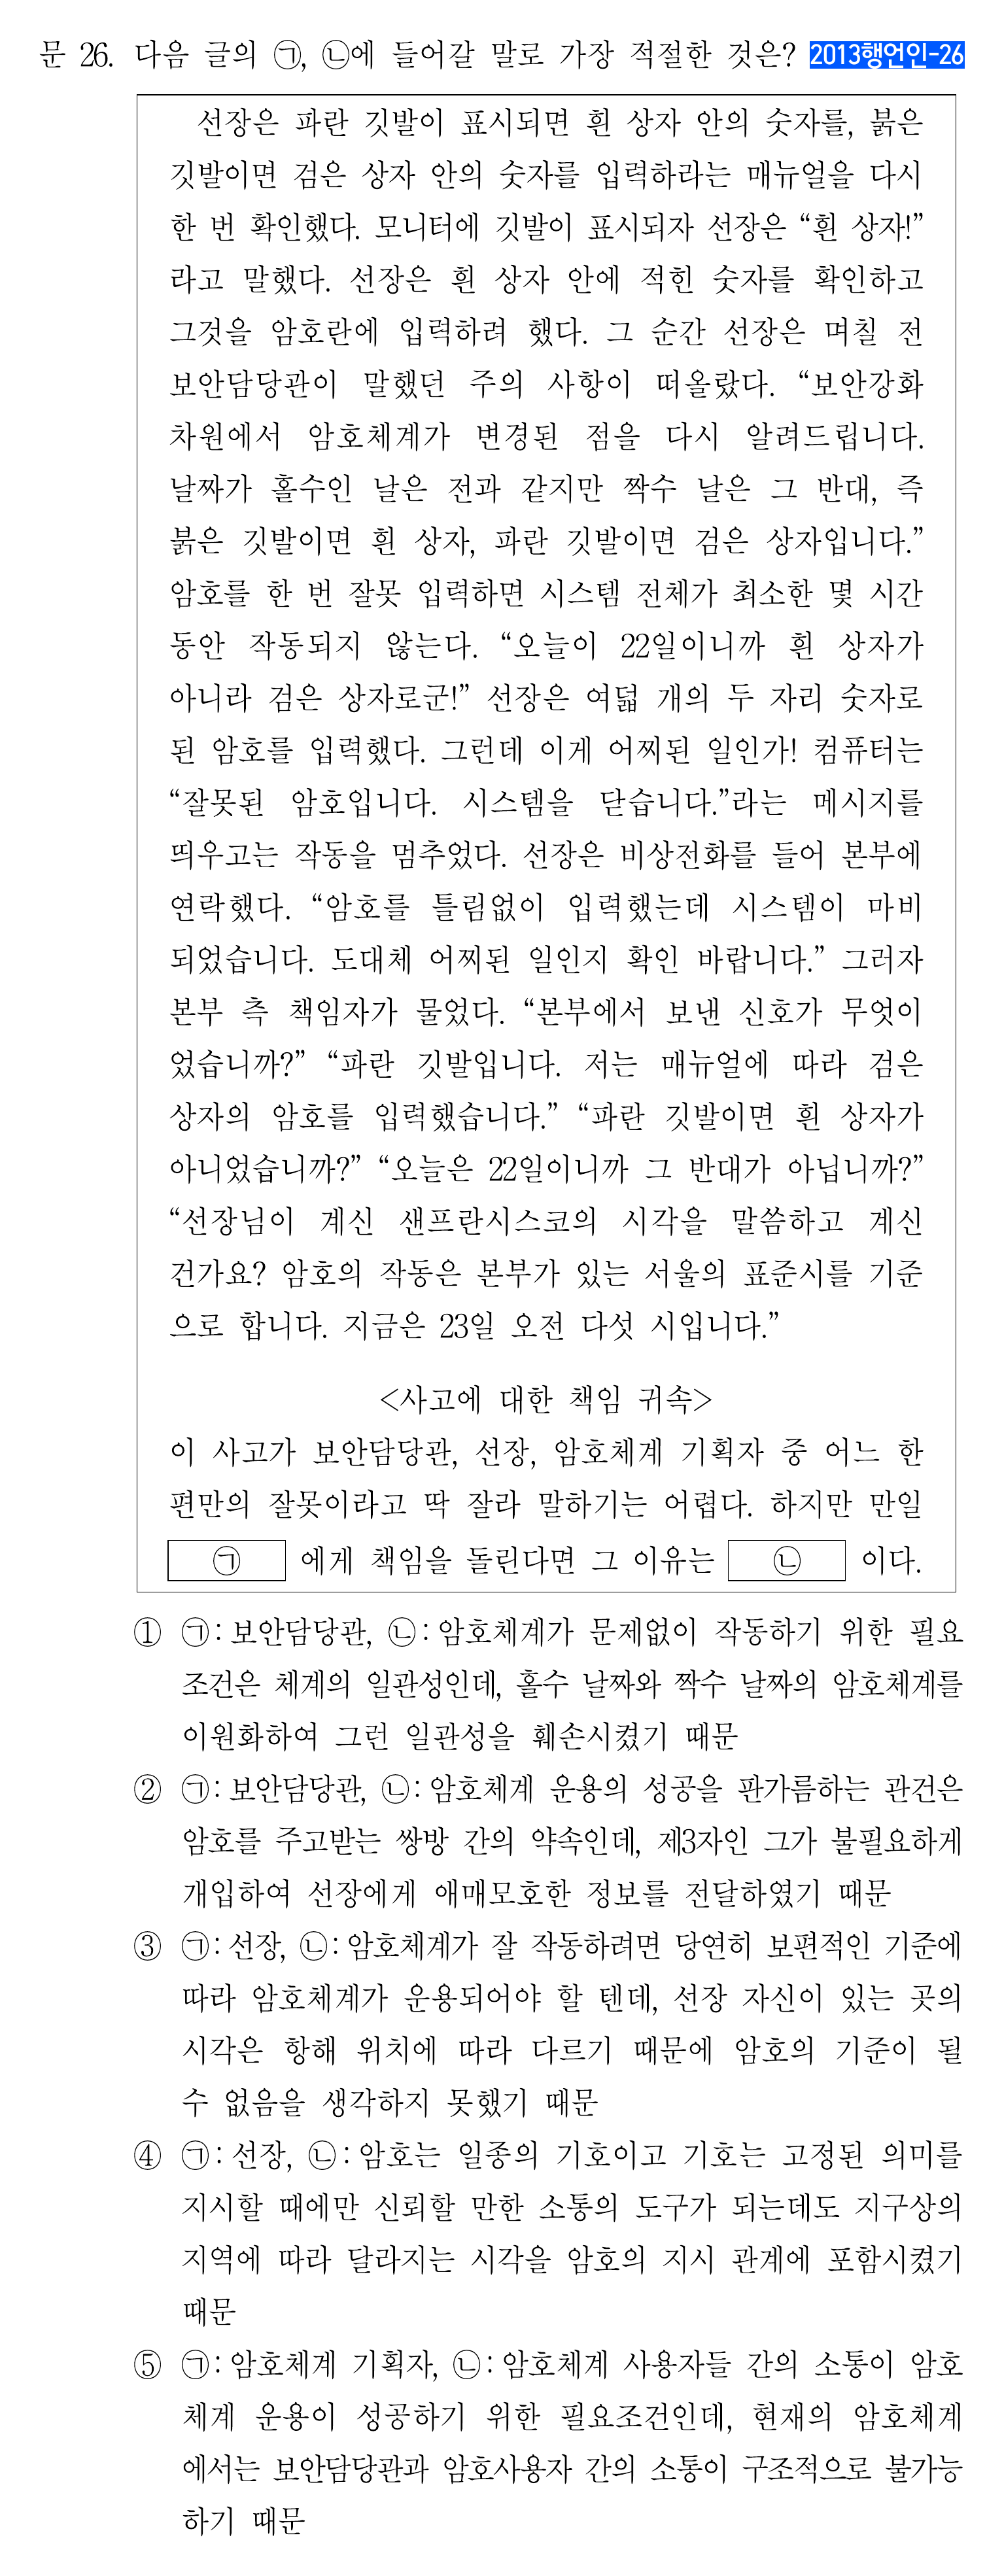 문 26. 다음 글의 ㉠, ㉡에 들어갈 말로 가장 적절한 것은? 2013행언인-26
선장은 파란 깃발이 표시되면 흰 상자 안의 숫자를, 붉은
깃발이면 검은 상자 안의 숫자를 입력하라는 매뉴얼을 다시
한 번 확인했다. 모니터에 깃발이 표시되자 선장은 “흰 상자!”
라고 말했다. 선장은 흰 상자 안에 적힌 숫자를 확인하고
그것을 암호란에 입력하려 했다. 그 순간 선장은 며칠 전
보안담당관이 말했던 주의 사항이 떠올랐다. “보안강화
차원에서 암호체계가 변경된 점을 다시 알려드립니다.
날짜가 홀수인 날은 전과 같지만 짝수 날은 그 반대, 즉
붉은 깃발이면 흰 상자, 파란 깃발이면 검은 상자입니다.”
암호를 한 번 잘못 입력하면 시스템 전체가 최소한 몇 시간
동안 작동되지 않는다. “오늘이 22일이니까 흰 상자가
아니라 검은 상자로군!” 선장은 여덟 개의 두 자리 숫자로
된 암호를 입력했다. 그런데 이게 어찌된 일인가! 컴퓨터는
“잘못된 암호입니다. 시스템을 닫습니다.”라는 메시지를
띄우고는 작동을 멈추었다. 선장은 비상전화를 들어 본부에
연락했다. “암호를 틀림없이 입력했는데 시스템이 마비
되었습니다. 도대체 어찌된 일인지 확인 바랍니다.” 그러자
본부 측 책임자가 물었다. “본부에서 보낸 신호가 무엇이
었습니까?” “파란 깃발입니다. 저는 매뉴얼에 따라 검은
상자의 암호를 입력했습니다.” “파란 깃발이면 흰 상자가
아니었습니까?” “오늘은 22일이니까 그 반대가 아닙니까?”
“선장님이 계신 샌프란시스코의 시각을 말씀하고 계신
건가요? 암호의 작동은 본부가 있는 서울의 표준시를 기준
으로 합니다. 지금은 23일 오전 다섯 시입니다.”
<사고에 대한 책임 귀속>
이 사고가 보안담당관, 선장, 암호체계 기획자 중 어느 한
편만의 잘못이라고 딱 잘라 말하기는 어렵다. 하지만 만일
㉠ 에게 책임을 돌린다면 그 이유는 ㉡ 이다.
① ㉠: 보안담당관, ㉡: 암호체계가 문제없이 작동하기 위한 필요
조건은 체계의 일관성인데, 홀수 날짜와 짝수 날짜의 암호체계를
이원화하여 그런 일관성을 훼손시켰기 때문
② ㉠: 보안담당관, ㉡: 암호체계 운용의 성공을 판가름하는 관건은
암호를 주고받는 쌍방 간의 약속인데, 제3자인 그가 불필요하게
개입하여 선장에게 애매모호한 정보를 전달하였기 때문
③ ㉠: 선장, ㉡: 암호체계가 잘 작동하려면 당연히 보편적인 기준에
따라 암호체계가 운용되어야 할 텐데, 선장 자신이 있는 곳의
시각은 항해 위치에 따라 다르기 때문에 암호의 기준이 될
수 없음을 생각하지 못했기 때문
④ ㉠: 선장, ㉡: 암호는 일종의 기호이고 기호는 고정된 의미를
지시할 때에만 신뢰할 만한 소통의 도구가 되는데도 지구상의
지역에 따라 달라지는 시각을 암호의 지시 관계에 포함시켰기
때문
⑤ ㉠: 암호체계 기획자, ㉡: 암호체계 사용자들 간의 소통이 암호
체계 운용이 성공하기 위한 필요조건인데, 현재의 암호체계
에서는 보안담당관과 암호사용자 간의 소통이 구조적으로 불가능
하기 때문